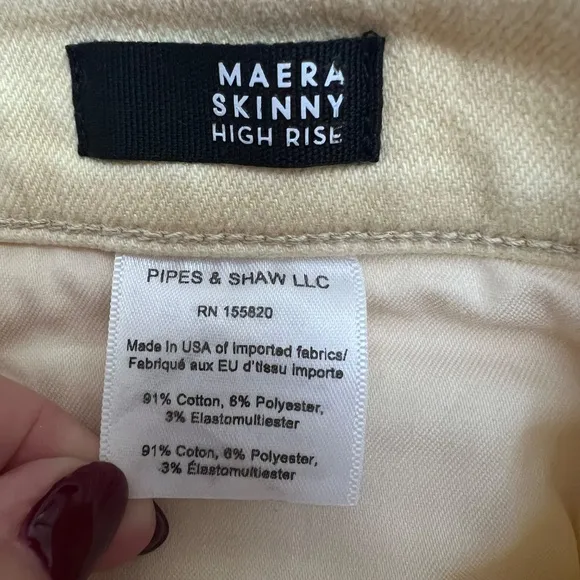 MAERA
SKINNY
HIGH RISE
PIPES & SHAW LLC
RN 155820
Made in USA of imported fabrics/
Fabriqué aux EU d'tissu importe
91% Cotton, 6% Polyester,
3% Elastomultiester
91% Coton, 6% Polyester,
3% Élastomultiester